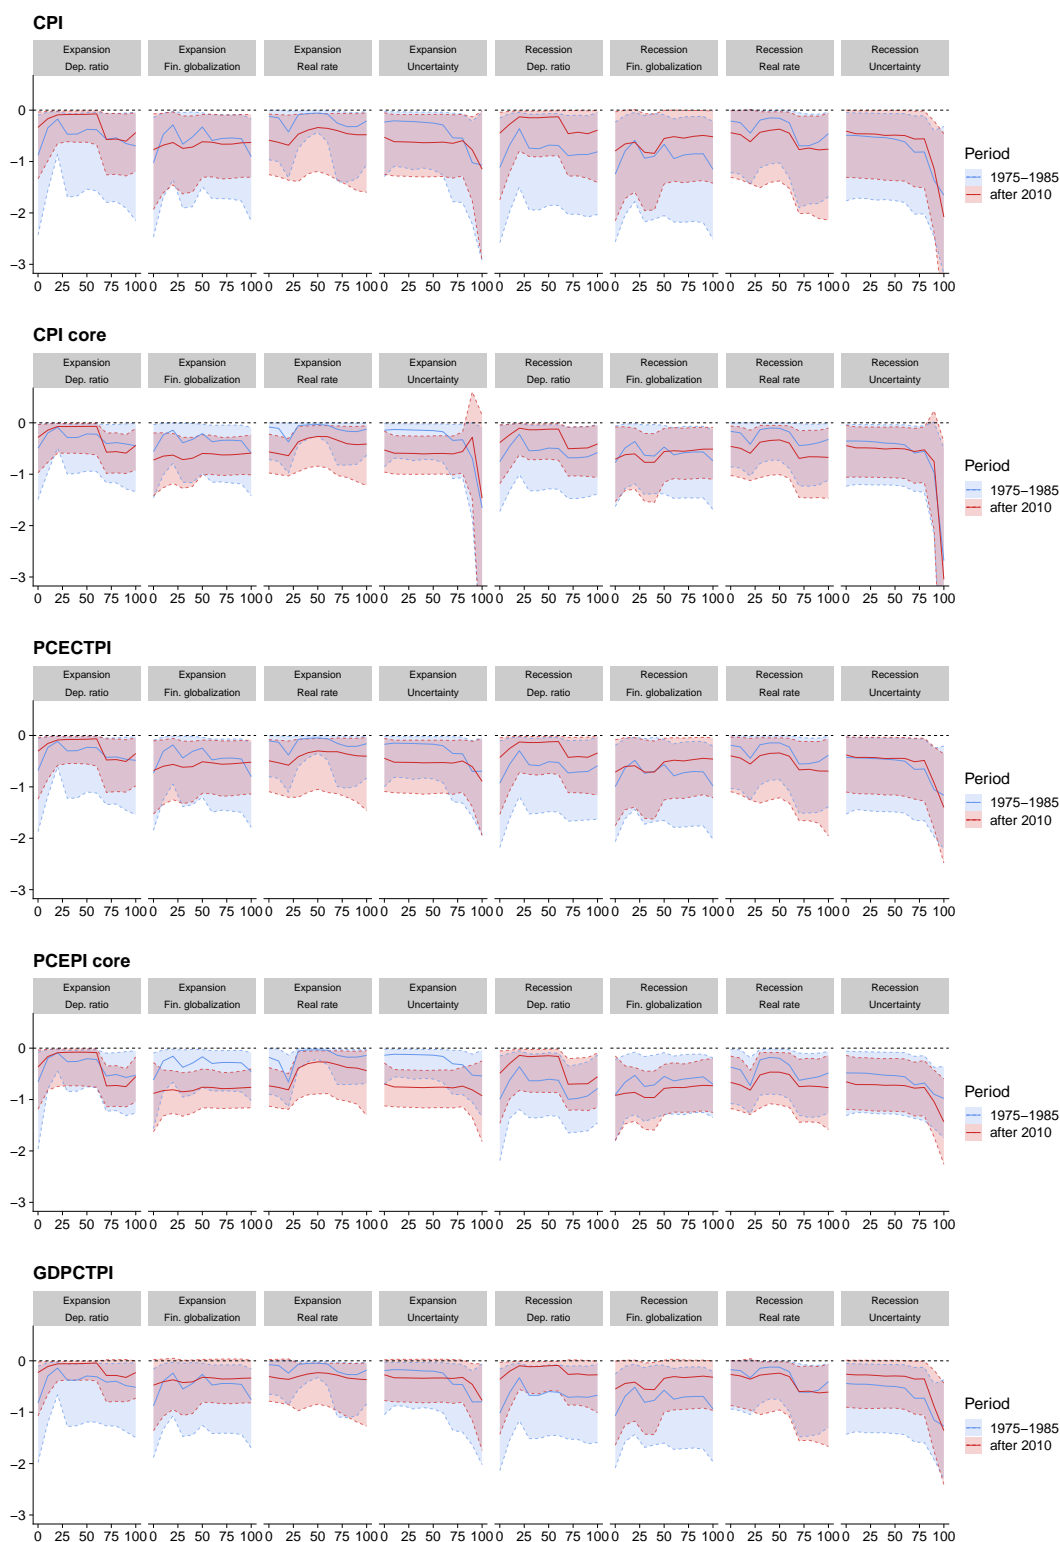 CPI
Expansion Expansion Expansion Expansion Recession Recession Recession Recession
Dep. ratio Fin. globalization Real rate Uncertainty Dep. ratio Fin. globalization Real rate Uncertainty
0
−1
−2
−3
0 25 50 75 100 0 25 50 75 100 0 25 50 75 100 0 25 50 75 100 0 25 50 75 100 0 25 50 75 100 0 25 50 75 100 0 25 50 75 100
Period
1975−1985
after 2010
CPI core
Expansion Expansion Expansion Expansion Recession Recession Recession Recession
Dep. ratio Fin. globalization Real rate Uncertainty Dep. ratio Fin. globalization Real rate Uncertainty
0
−1
−2
−3
0 25 50 75 100 0 25 50 75 100 0 25 50 75 100 0 25 50 75 100 0 25 50 75 100 0 25 50 75 100 0 25 50 75 100 0 25 50 75 100
Period
1975−1985
after 2010
PCECTPI
Expansion Expansion Expansion Expansion Recession Recession Recession Recession
Dep. ratio Fin. globalization Real rate Uncertainty Dep. ratio Fin. globalization Real rate Uncertainty
0
−1
−2
−3
0 25 50 75 100 0 25 50 75 100 0 25 50 75 100 0 25 50 75 100 0 25 50 75 100 0 25 50 75 100 0 25 50 75 100 0 25 50 75 100
Period
1975−1985
after 2010
PCEPI core
Expansion Expansion Expansion Expansion Recession Recession Recession Recession
Dep. ratio Fin. globalization Real rate Uncertainty Dep. ratio Fin. globalization Real rate Uncertainty
0
−1
−2
−3
0 25 50 75 100 0 25 50 75 100 0 25 50 75 100 0 25 50 75 100 0 25 50 75 100 0 25 50 75 100 0 25 50 75 100 0 25 50 75 100
Period
1975−1985
after 2010
GDPCTPI
Expansion Expansion Expansion Expansion Recession Recession Recession Recession
Dep. ratio Fin. globalization Real rate Uncertainty Dep. ratio Fin. globalization Real rate Uncertainty
0
−1
−2
−3
0 25 50 75 100 0 25 50 75 100 0 25 50 75 100 0 25 50 75 100 0 25 50 75 100 0 25 50 75 100 0 25 50 75 100 0 25 50 75 100
Period
1975−1985
after 2010